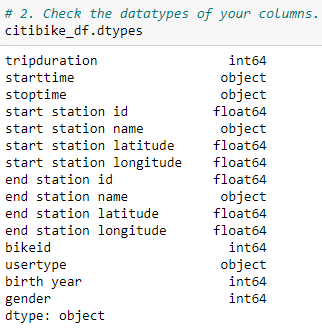 # 2. Check the datatypes of your columns.
citibike_df.dtypes
tripduration int64
starttime object
stoptime object
start station id float64
start station name object
start station latitude float64
start station longitude float64
end station id float64
end station name object
end station latitude float64
end station longitude float64
bikeid int64
usertype object
birth year int64
gender int64
dtype: object